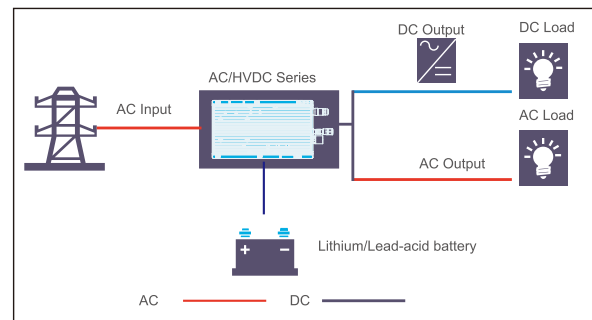 DC Output
DC Load
AC/HVDC Series
AC Input
AC Load
AC Output
+ −
Lithium/Lead-acid battery
AC
DC